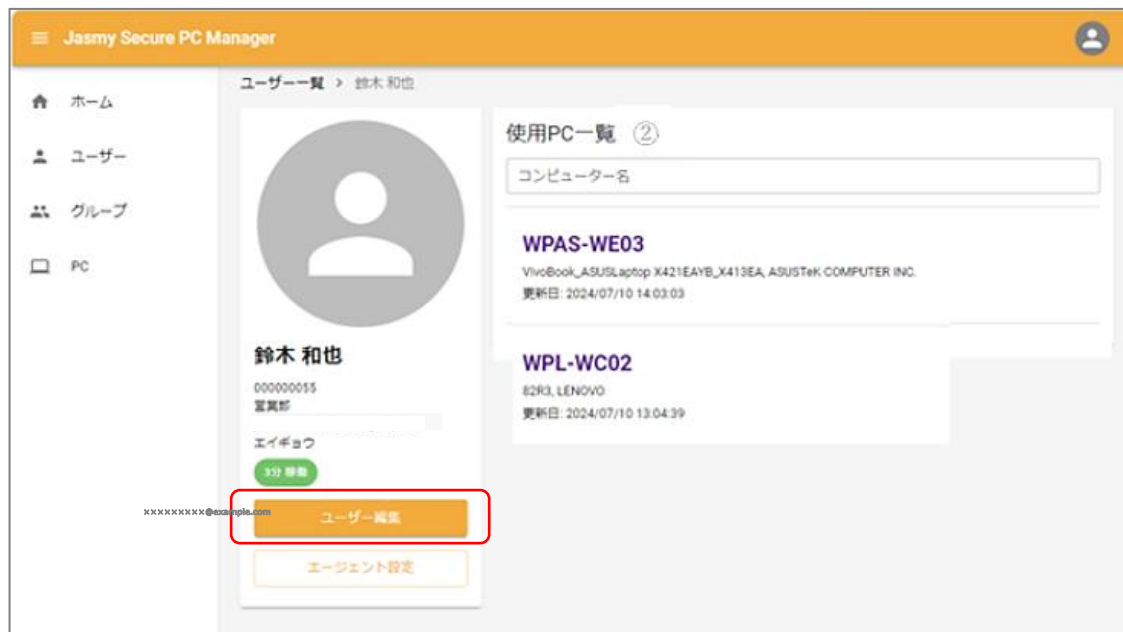 Jasmy Secure PC Manager
ユーザー一覧 > 鈴木 和也
ホーム
ユーザー
グループ
PC
鈴木 和也
000000055
営業部
エイギョウ
3分 稼働
xxxxxxxxx@example.com
ユーザー編集
エージェント設定
使用PC一覧 ②
コンピューター名
WPAS-WE03
VivoBook_ASUSLaptop X421EAYB_X413EA, ASUSTeK COMPUTER INC.
更新日: 2024/07/10 14:03:03
WPL-WC02
82R3, LENOVO
更新日: 2024/07/10 13:04:39